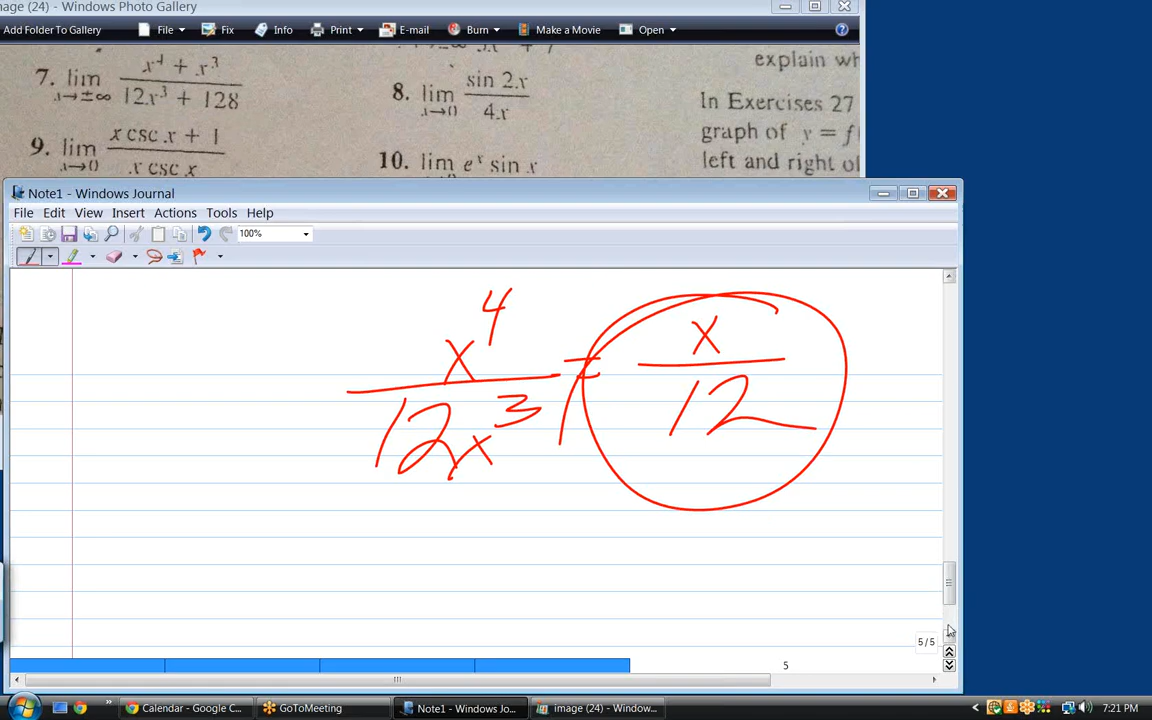 image (24) - Windows Photo Gallery
Add Folder To Gallery File Fix Info Print E-mail Burn Make a Movie Open
explain wh
7. lim x→±∞ x⁴ + x³ / 12x³ + 128
8. lim x→0 sin 2x / 4x
In Exercises 27
graph of y = f
left and right of
9. lim x→0 x csc x + 1 / x csc x
10. lim eˣ sin x
Note1 - Windows Journal
File Edit View Insert Actions Tools Help
100%
x⁴ / 12x³ = x / 12
5/5
5
Calendar - Google C... GoToMeeting Note1 - Windows Jo... image (24) - Window... 7:21 PM